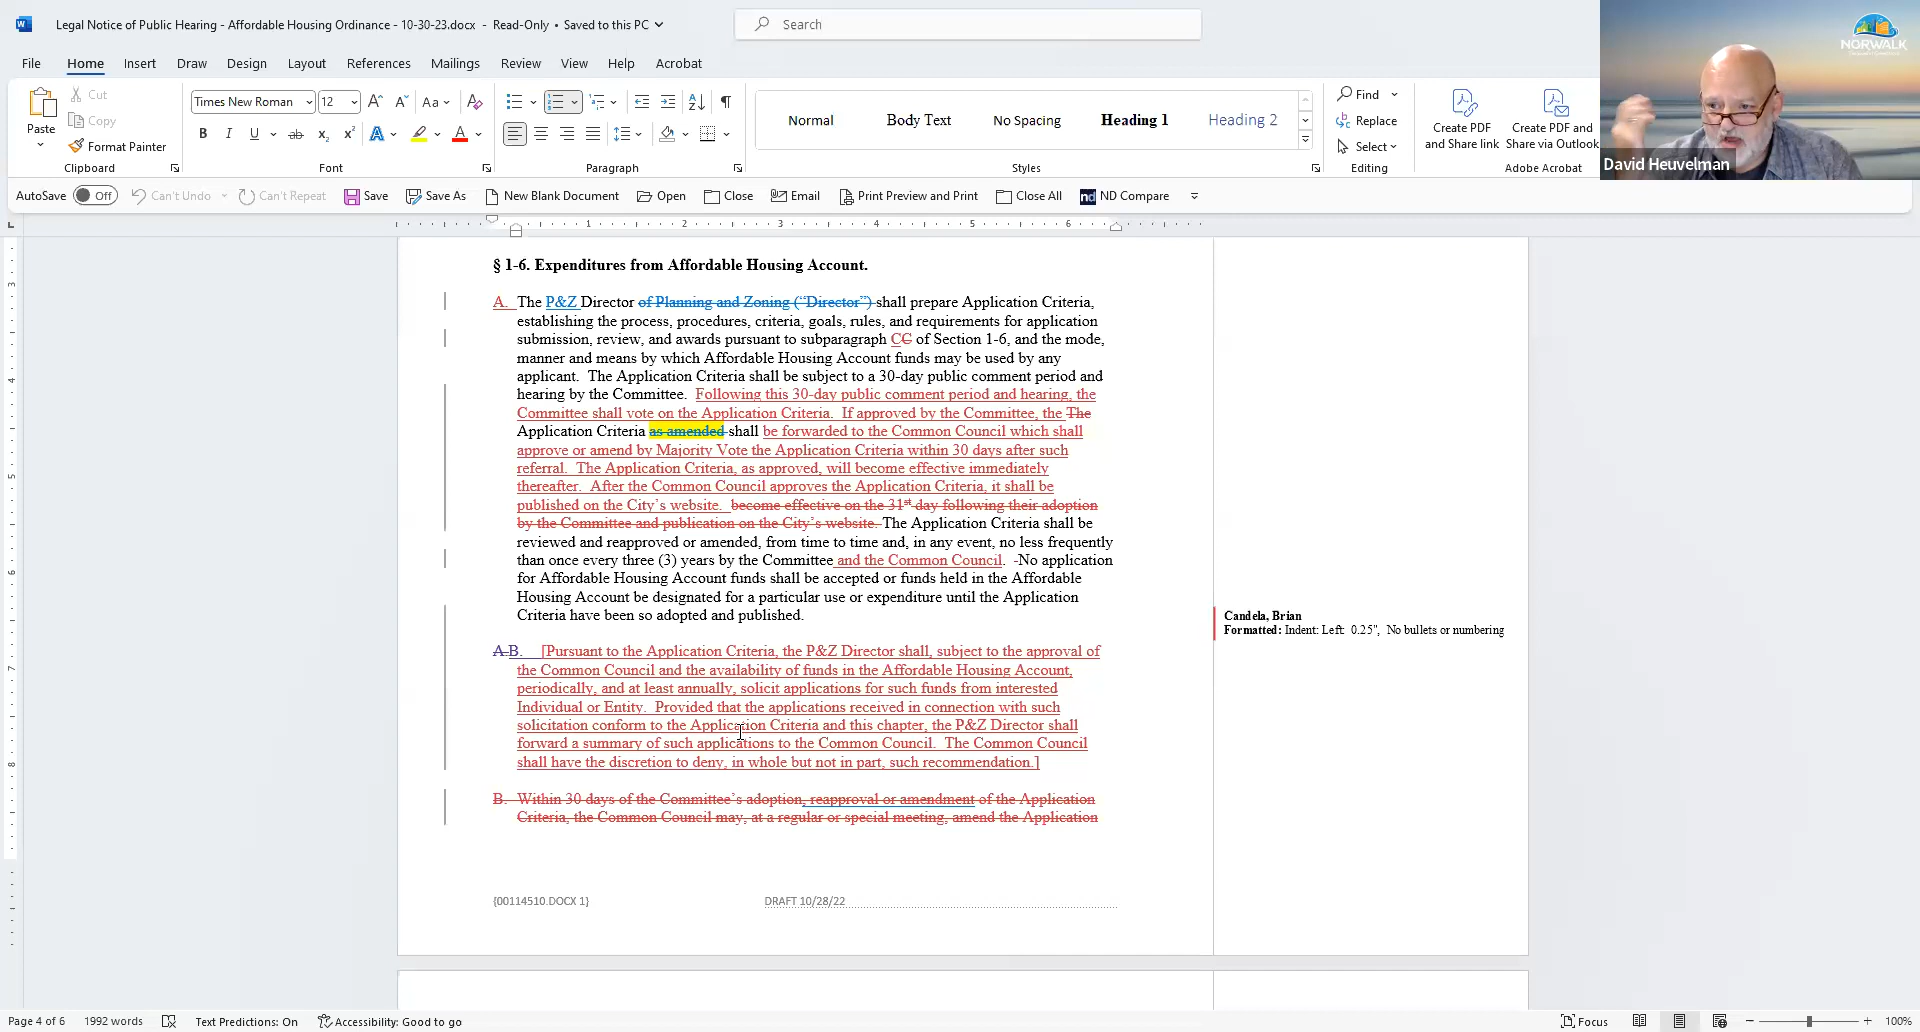 Legal Notice of Public Hearing - Affordable Housing Ordinance - 10-30-23.docx - Read-Only • Saved to this PC
Search
NORWALK
File Home Insert Draw Design Layout References Mailings Review View Help Acrobat
Paste
Cut
Copy
Format Painter
Clipboard
Times New Roman 12
Font
Paragraph
Normal Body Text No Spacing Heading 1 Heading 2
Styles
Find
Replace
Select
Editing
Create PDF and Share link
Create PDF and Share via Outlook
Adobe Acrobat
David Heuvelman
AutoSave Off Can't Undo Can't Repeat Save Save As New Blank Document Open Close Email Print Preview and Print Close All ND Compare
§ 1-6. Expenditures from Affordable Housing Account.
A. The P&Z Director of Planning and Zoning (“Director”) shall prepare Application Criteria,
establishing the process, procedures, criteria, goals, rules, and requirements for application
submission, review, and awards pursuant to subparagraph CC of Section 1-6, and the mode,
manner and means by which Affordable Housing Account funds may be used by any
applicant. The Application Criteria shall be subject to a 30-day public comment period and
hearing by the Committee. Following this 30-day public comment period and hearing, the
Committee shall vote on the Application Criteria. If approved by the Committee, the The
Application Criteria as amended shall be forwarded to the Common Council which shall
approve or amend by Majority Vote the Application Criteria within 30 days after such
referral. The Application Criteria, as approved, will become effective immediately
thereafter. After the Common Council approves the Application Criteria, it shall be
published on the City’s website. become effective on the 31st day following their adoption
by the Committee and publication on the City’s website. The Application Criteria shall be
reviewed and reapproved or amended, from time to time and, in any event, no less frequently
than once every three (3) years by the Committee and the Common Council. -No application
for Affordable Housing Account funds shall be accepted or funds held in the Affordable
Housing Account be designated for a particular use or expenditure until the Application
Criteria have been so adopted and published.
Candela, Brian
Formatted: Indent: Left: 0.25", No bullets or numbering
A.B. [Pursuant to the Application Criteria, the P&Z Director shall, subject to the approval of
the Common Council and the availability of funds in the Affordable Housing Account,
periodically, and at least annually, solicit applications for such funds from interested
Individual or Entity. Provided that the applications received in connection with such
solicitation conform to the Application Criteria and this chapter, the P&Z Director shall
forward a summary of such applications to the Common Council. The Common Council
shall have the discretion to deny, in whole but not in part, such recommendation.]
B. Within 30 days of the Committee’s adoption, reapproval or amendment of the Application
Criteria, the Common Council may, at a regular or special meeting, amend the Application
{00114510.DOCX 1} DRAFT 10/28/22
Page 4 of 6 1992 words Text Predictions: On Accessibility: Good to go Focus 100%